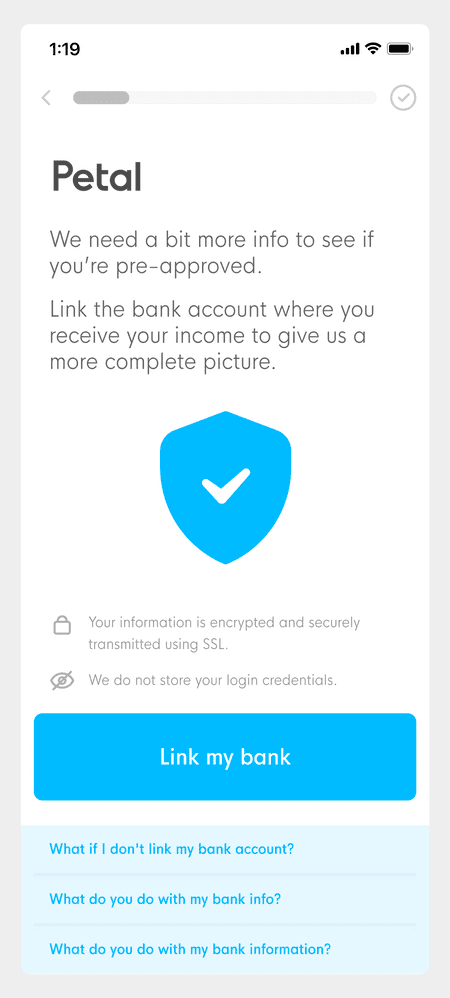 1:19
Petal
We need a bit more info to see if
you're pre-approved.
Link the bank account where you
receive your income to give us a
more complete picture.
Your information is encrypted and securely
transmitted using SSL.
We do not store your login credentials.
Link my bank
What if I don't link my bank account?
What do you do with my bank info?
What do you do with my bank information?